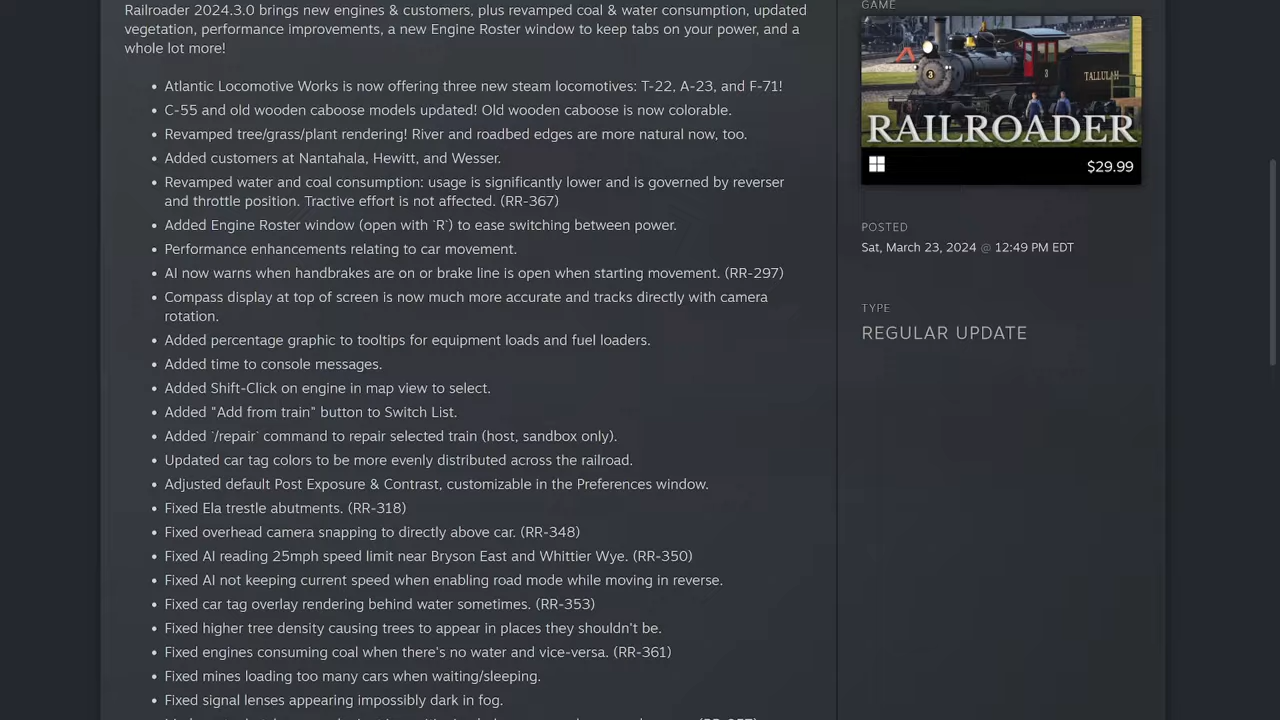 Railroader 2024.3.0 brings new engines & customers, plus revamped coal & water consumption, updated
vegetation, performance improvements, a new Engine Roster window to keep tabs on your power, and a
whole lot more!
• Atlantic Locomotive Works is now offering three new steam locomotives: T-22, A-23, and F-71!
• C-55 and old wooden caboose models updated! Old wooden caboose is now colorable.
• Revamped tree/grass/plant rendering! River and roadbed edges are more natural now, too.
• Added customers at Nantahala, Hewitt, and Wesser.
• Revamped water and coal consumption: usage is significantly lower and is governed by reverser
and throttle position. Tractive effort is not affected. (RR-367)
• Added Engine Roster window (open with `R`) to ease switching between power.
• Performance enhancements relating to car movement.
• AI now warns when handbrakes are on or brake line is open when starting movement. (RR-297)
• Compass display at top of screen is now much more accurate and tracks directly with camera
rotation.
• Added percentage graphic to tooltips for equipment loads and fuel loaders.
• Added time to console messages.
• Added Shift-Click on engine in map view to select.
• Added "Add from train" button to Switch List.
• Added `/repair` command to repair selected train (host, sandbox only).
• Updated car tag colors to be more evenly distributed across the railroad.
• Adjusted default Post Exposure & Contrast, customizable in the Preferences window.
• Fixed Ela trestle abutments. (RR-318)
• Fixed overhead camera snapping to directly above car. (RR-348)
• Fixed AI reading 25mph speed limit near Bryson East and Whittier Wye. (RR-350)
• Fixed AI not keeping current speed when enabling road mode while moving in reverse.
• Fixed car tag overlay rendering behind water sometimes. (RR-353)
• Fixed higher tree density causing trees to appear in places they shouldn't be.
• Fixed engines consuming coal when there's no water and vice-versa. (RR-361)
• Fixed mines loading too many cars when waiting/sleeping.
• Fixed signal lenses appearing impossibly dark in fog.
GAME
3
3
TALLULAH
RAILROADER
$29.99
POSTED
Sat, March 23, 2024 @ 12:49 PM EDT
TYPE
REGULAR UPDATE